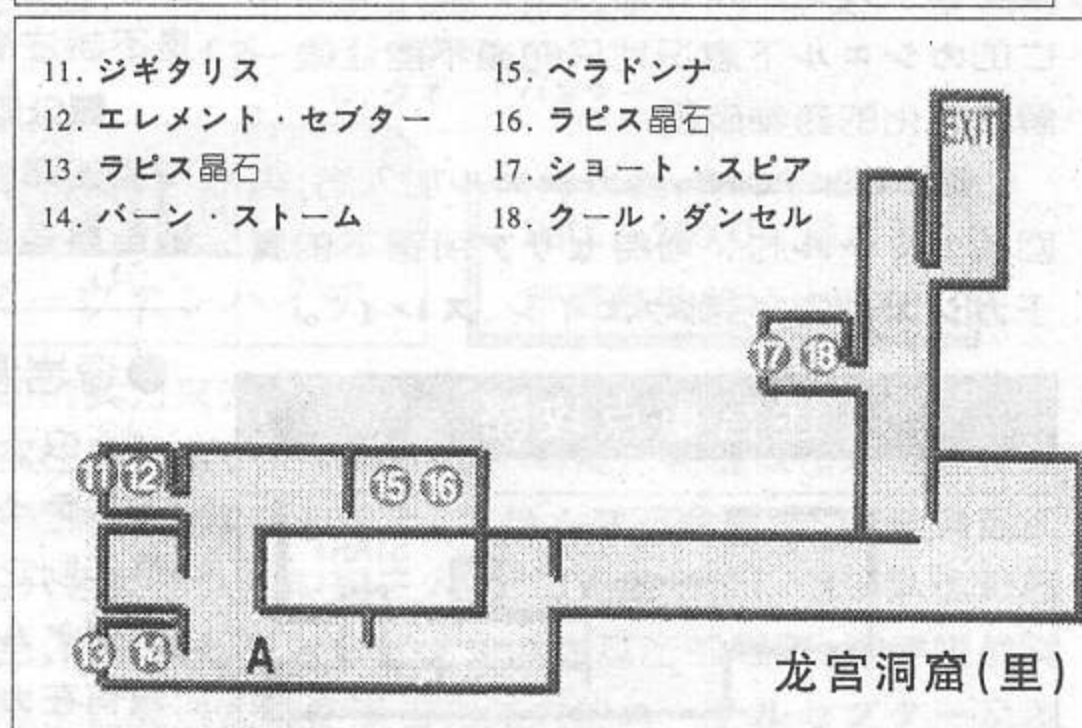 11. ジギタリス
12. エレメント・セプター
13. ラピス晶石
14. バーン・ストーム
15. ベラドンナ
16. ラピス晶石
17. ショート・スピア
18. クール・ダンセル
EXIT
⑰ ⑱
⑪ ⑫
⑮ ⑯
⑬ ⑭
A
龙宫洞窟(里)